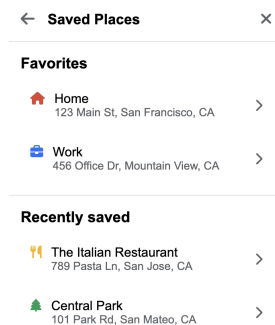 Saved Places
Favorites
Home
123 Main St, San Francisco, CA
Work
456 Office Dr, Mountain View, CA
Recently saved
The Italian Restaurant
789 Pasta Ln, San Jose, CA
Central Park
101 Park Rd, San Mateo, CA